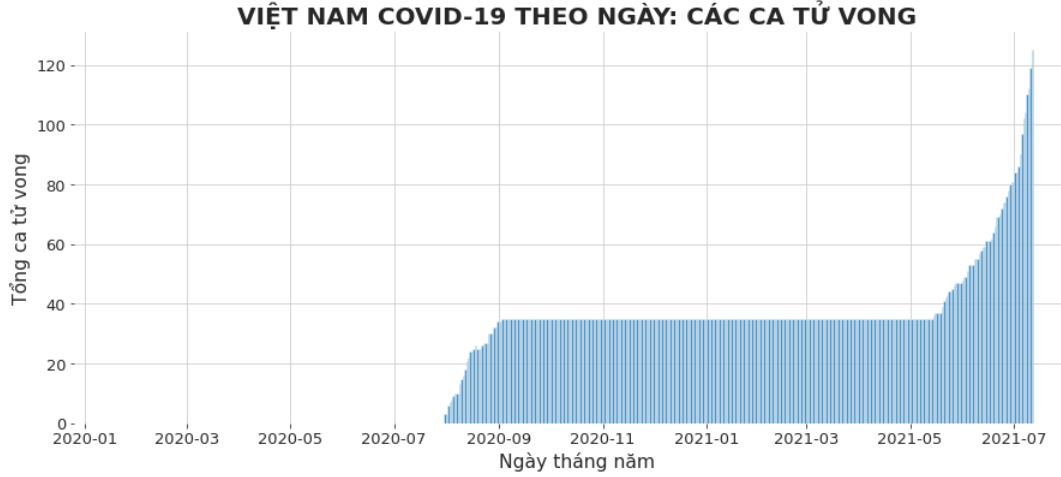 VIỆT NAM COVID-19 THEO NGÀY: CÁC CA TỬ VONG
Tổng ca tử vong
120
100
80
60
40
20
0
2020-01 2020-03 2020-05 2020-07 2020-09 2020-11 2021-01 2021-03 2021-05 2021-07
Ngày tháng năm